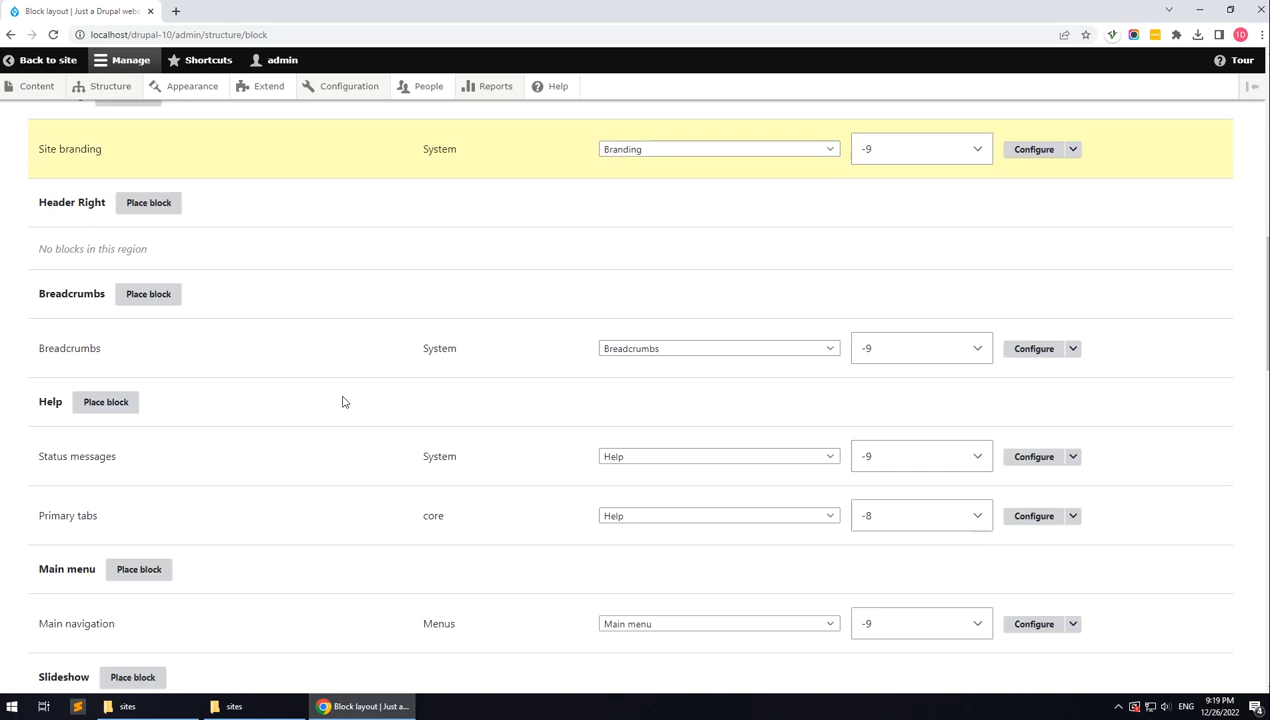 Block layout | Just a Drupal webs
localhost/drupal-10/admin/structure/block
1D
Back to site Manage Shortcuts admin Tour
Content Structure Appearance Extend Configuration People Reports Help
Site branding System Branding -9 Configure
Header Right Place block
No blocks in this region
Breadcrumbs Place block
Breadcrumbs System Breadcrumbs -9 Configure
Help Place block
Status messages System Help -9 Configure
Primary tabs core Help -8 Configure
Main menu Place block
Main navigation Menus Main menu -9 Configure
Slideshow Place block
sites sites Block layout | Just a... ENG 9:19 PM
12/26/2022 4